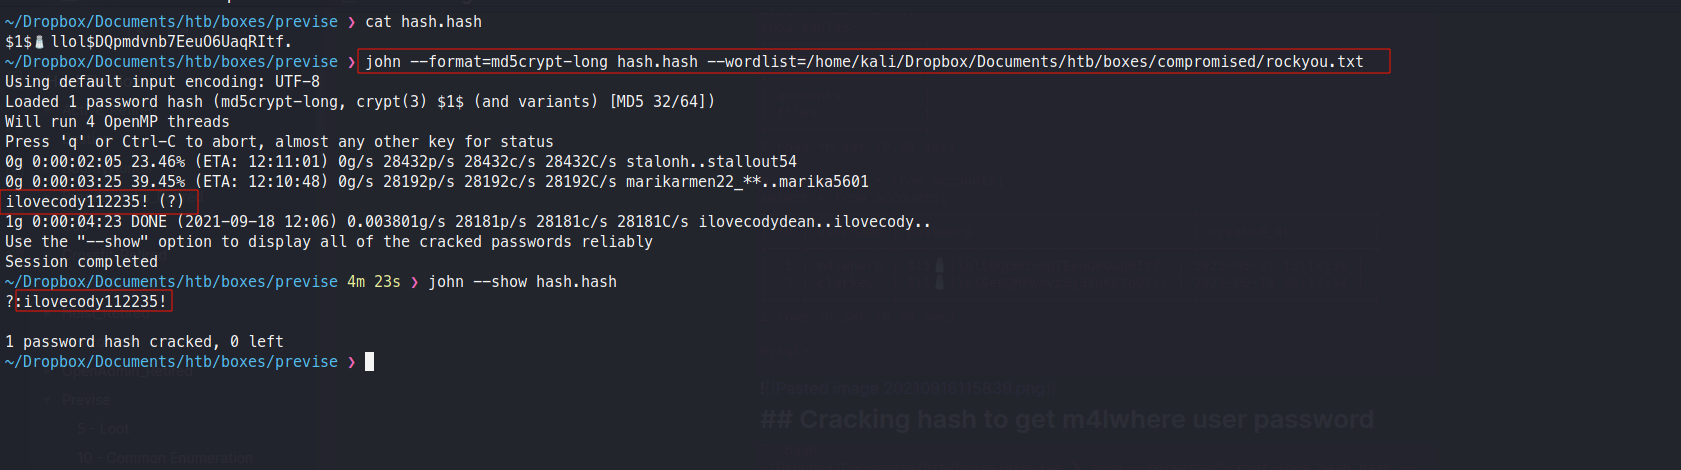 ~/Dropbox/Documents/htb/boxes/previse ❯ cat hash.hash
$1$🧂llol$DQpmdvnb7EeuO6UaqRItf.
~/Dropbox/Documents/htb/boxes/previse ❯ john --format=md5crypt-long hash.hash --wordlist=/home/kali/Dropbox/Documents/htb/boxes/compromised/rockyou.txt
Using default input encoding: UTF-8
Loaded 1 password hash (md5crypt-long, crypt(3) $1$ (and variants) [MD5 32/64])
Will run 4 OpenMP threads
Press 'q' or Ctrl-C to abort, almost any other key for status
0g 0:00:02:05 23.46% (ETA: 12:11:01) 0g/s 28432p/s 28432c/s 28432C/s stalonh..stallout54
0g 0:00:03:25 39.45% (ETA: 12:10:48) 0g/s 28192p/s 28192c/s 28192C/s marikarmen22_**..marika5601
ilovecody112235! (?)
1g 0:00:04:23 DONE (2021-09-18 12:06) 0.003801g/s 28181p/s 28181c/s 28181C/s ilovecodydean..ilovecody..
Use the "--show" option to display all of the cracked passwords reliably
Session completed
~/Dropbox/Documents/htb/boxes/previse 4m 23s ❯ john --show hash.hash
?:ilovecody112235!
1 password hash cracked, 0 left
~/Dropbox/Documents/htb/boxes/previse ❯
Previse
## Cracking hash to get m4lwhere user password
5 - Loot
10 - Common Enumeration